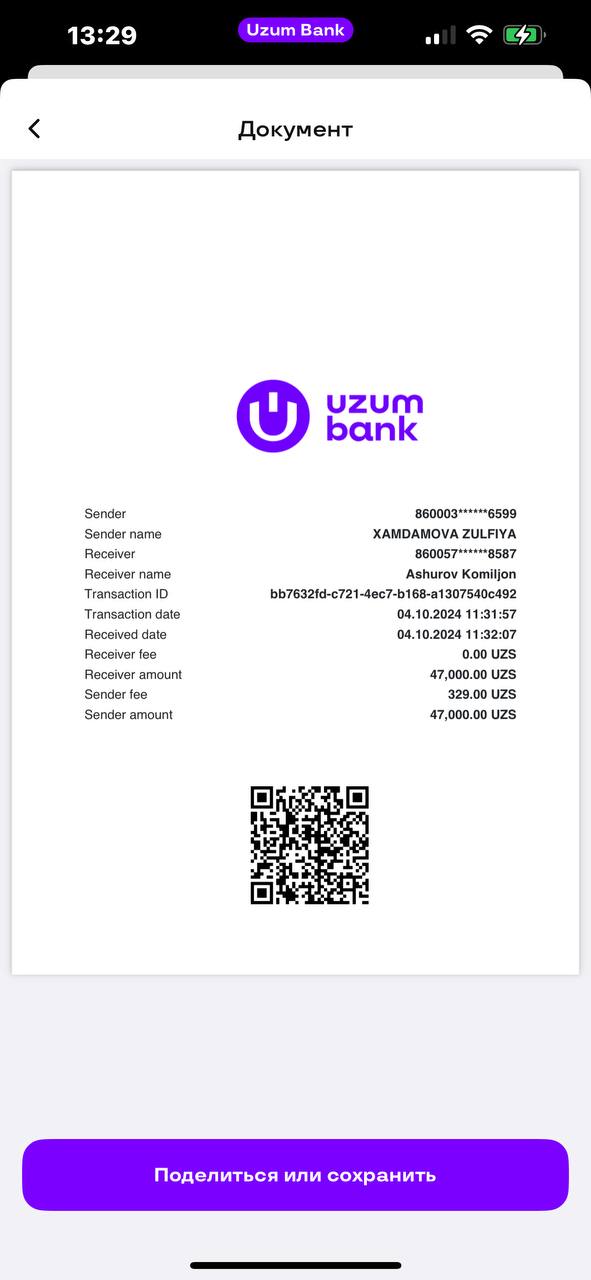 13:29
Uzum Bank
Документ
uzum
bank
Sender 860003******6599
Sender name XAMDAMOVA ZULFIYA
Receiver 860057******8587
Receiver name Ashurov Komiljon
Transaction ID bb7632fd-c721-4ec7-b168-a1307540c492
Transaction date 04.10.2024 11:31:57
Received date 04.10.2024 11:32:07
Receiver fee 0.00 UZS
Receiver amount 47,000.00 UZS
Sender fee 329.00 UZS
Sender amount 47,000.00 UZS
Поделиться или сохранить